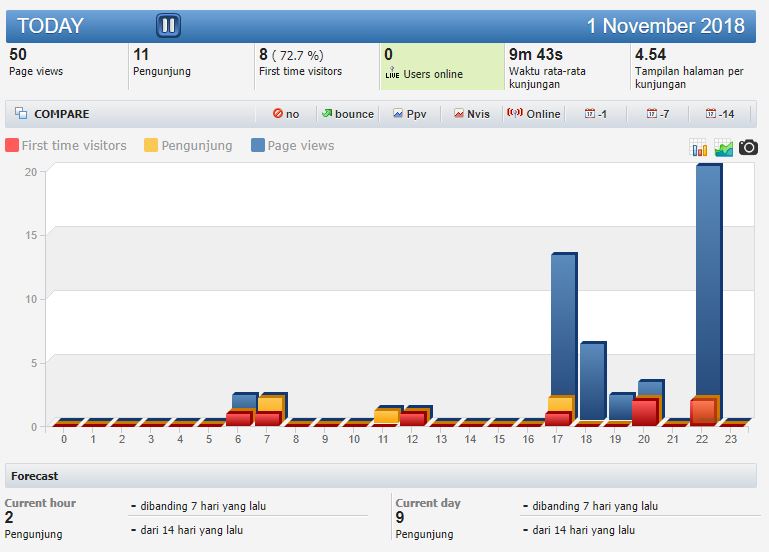 TODAY 1 November 2018
50 11 8 ( 72.7 %) 0 9m 43s 4.54
Page views Pengunjung First time visitors LIVE Users online Waktu rata-rata kunjungan Tampilan halaman per kunjungan
COMPARE no bounce Ppv Nvis Online -1 -7 -14
First time visitors Pengunjung Page views
20
15
10
5
0
0 1 2 3 4 5 6 7 8 9 10 11 12 13 14 15 16 17 18 19 20 21 22 23
Forecast
Current hour
2
Pengunjung
- dibanding 7 hari yang lalu
- dari 14 hari yang lalu
Current day
9
Pengunjung
- dibanding 7 hari yang lalu
- dari 14 hari yang lalu